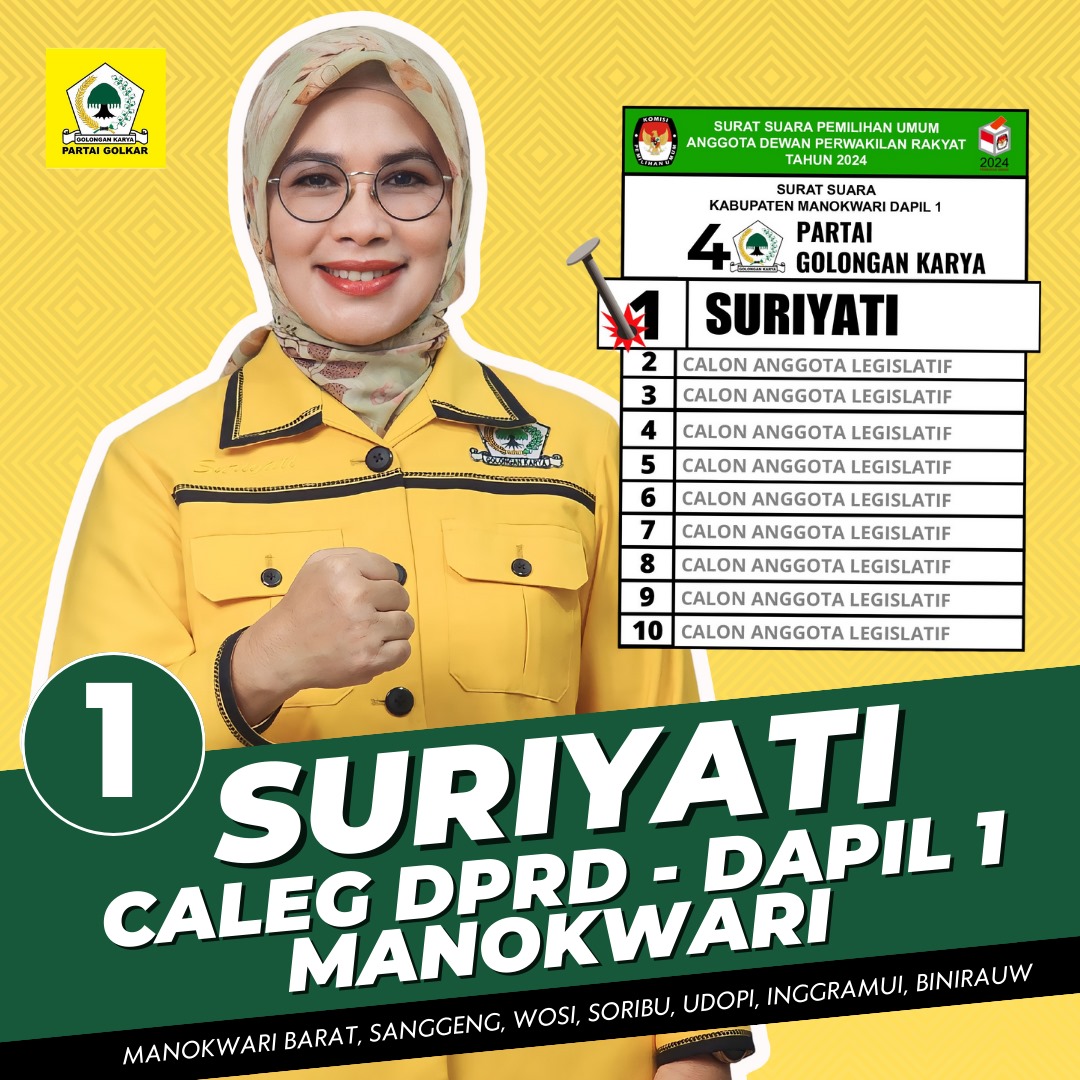 GOLONGAN KARYA
PARTAI GOLKAR
KOMISI
PEMILIHAN UMUM
SURAT SUARA PEMILIHAN UMUM
ANGGOTA DEWAN PERWAKILAN RAKYAT
TAHUN 2024
2024
SURAT SUARA
KABUPATEN MANOKWARI DAPIL 1
4
GOLONGAN KARYA
PARTAI
GOLONGAN KARYA
1 SURIYATI
2 CALON ANGGOTA LEGISLATIF
3 CALON ANGGOTA LEGISLATIF
4 CALON ANGGOTA LEGISLATIF
5 CALON ANGGOTA LEGISLATIF
6 CALON ANGGOTA LEGISLATIF
7 CALON ANGGOTA LEGISLATIF
8 CALON ANGGOTA LEGISLATIF
9 CALON ANGGOTA LEGISLATIF
10 CALON ANGGOTA LEGISLATIF
GOLONGAN KARYA
1
SURIYATI
CALEG DPRD - DAPIL 1
MANOKWARI
MANOKWARI BARAT, SANGGENG, WOSI, SORIBU, UDOPI, INGGRAMUI, BINIRAUW